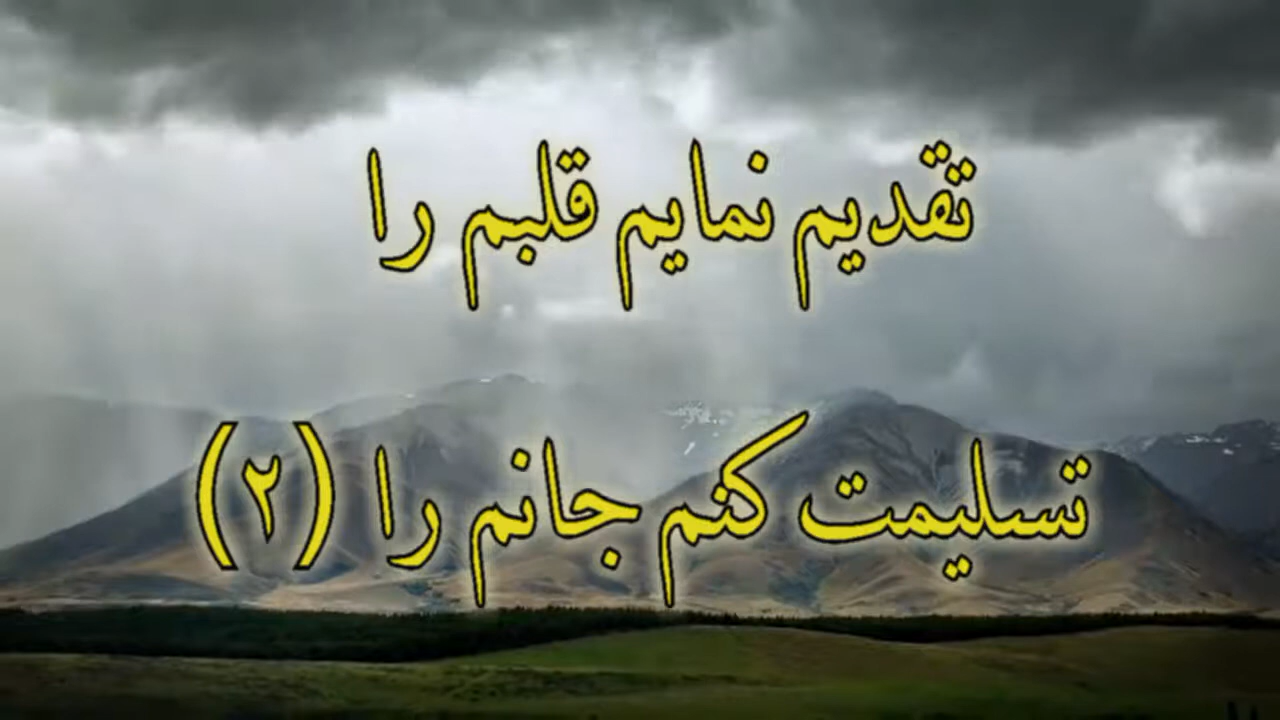 تقدیم نمایم قلبم را
تسلیمت کنم جانم را (۲)